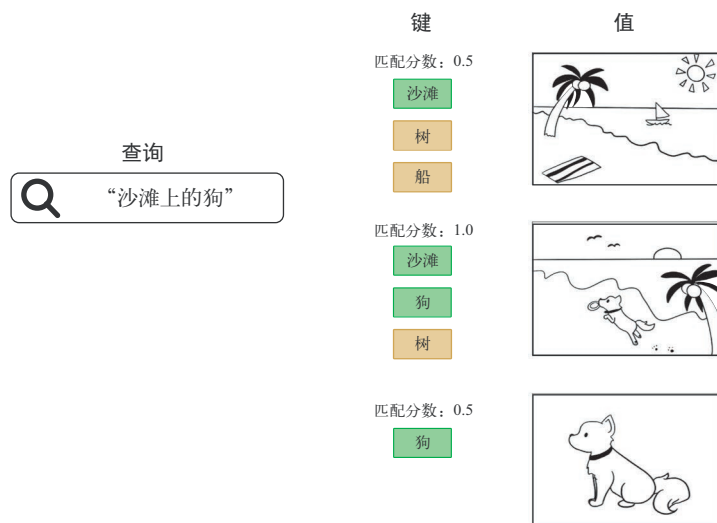 键
值
匹配分数：0.5
沙滩
树
船
查询
“沙滩上的狗”
匹配分数：1.0
沙滩
狗
树
匹配分数：0.5
狗